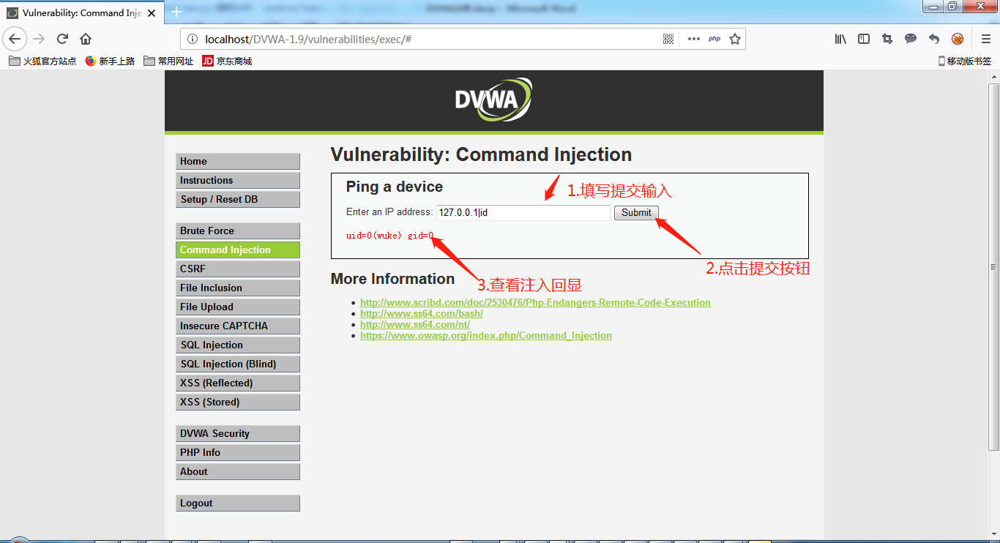 Vulnerability: Command Injec
localhost/DVWA-1.9/vulnerabilities/exec/#
php
火狐官方站点
新手上路
常用网址
JD 京东商城
移动版书签
DVWA
Home
Instructions
Setup / Reset DB
Brute Force
Command Injection
CSRF
File Inclusion
File Upload
Insecure CAPTCHA
SQL Injection
SQL Injection (Blind)
XSS (Reflected)
XSS (Stored)
DVWA Security
PHP Info
About
Logout
Vulnerability: Command Injection
Ping a device
1.填写提交输入
Enter an IP address: 127.0.0.1|id Submit
uid=0(wuke) gid=0
2.点击提交按钮
More Information
3.查看注入回显
http://www.scribd.com/doc/2530476/Php-Endangers-Remote-Code-Execution
http://www.ss64.com/bash/
http://www.ss64.com/nt/
https://www.owasp.org/index.php/Command_Injection